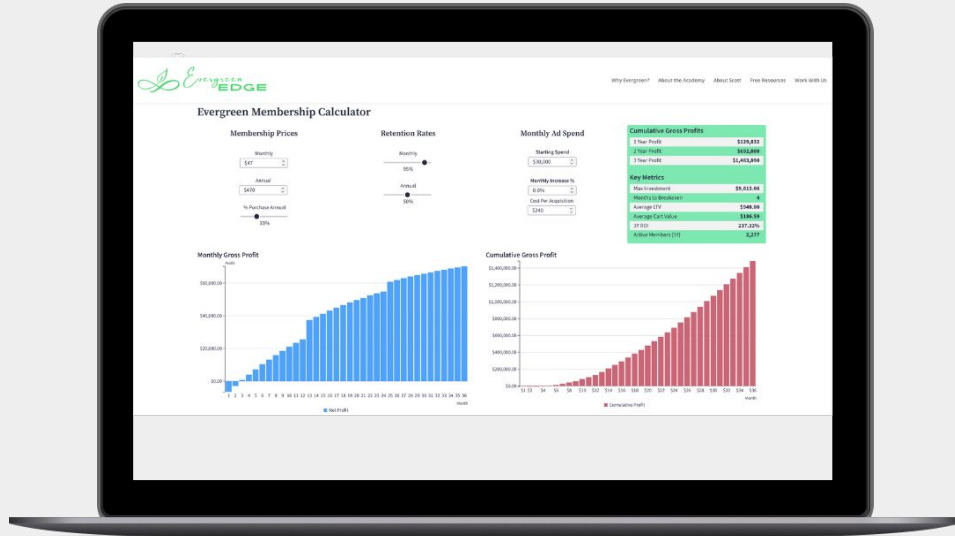 Evergreen
EDGE
Why Evergreen? About the Academy About Scott Free Resources Work With Us
Evergreen Membership Calculator
Membership Prices
Monthly
$47
Annual
$470
% Purchase Annual
33%
Retention Rates
Monthly
95%
Annual
50%
Monthly Ad Spend
Starting Spend
$30,000
Monthly Increase %
0.0%
Cost Per Acquisition
$240
Cumulative Gross Profits
1 Year Profit
2 Year Profit
3 Year Profit
Key Metrics
Max Investment
Months to Breakeven 4
Average LTV
Average Cart Value $186.59
3Y ROI 237.32%
Active Members (3Y) 2,277
Monthly Gross Profit
Profit
$60,000.00
$40,000.00
$20,000.00
$0.00
1 2 3 4 5 6 7 8 9 10 11 12 13 14 15 16 17 18 19 20 21 22 23 24 25 26 27 28 29 30 31 32 33 34 35 36
Month
Net Profit
Cumulative Gross Profit
$1,400,000.00
$1,200,000.00
$1,000,000.00
$800,000.00
$600,000.00
$400,000.00
$200,000.00
$0.00
Month
Cumulative Profit